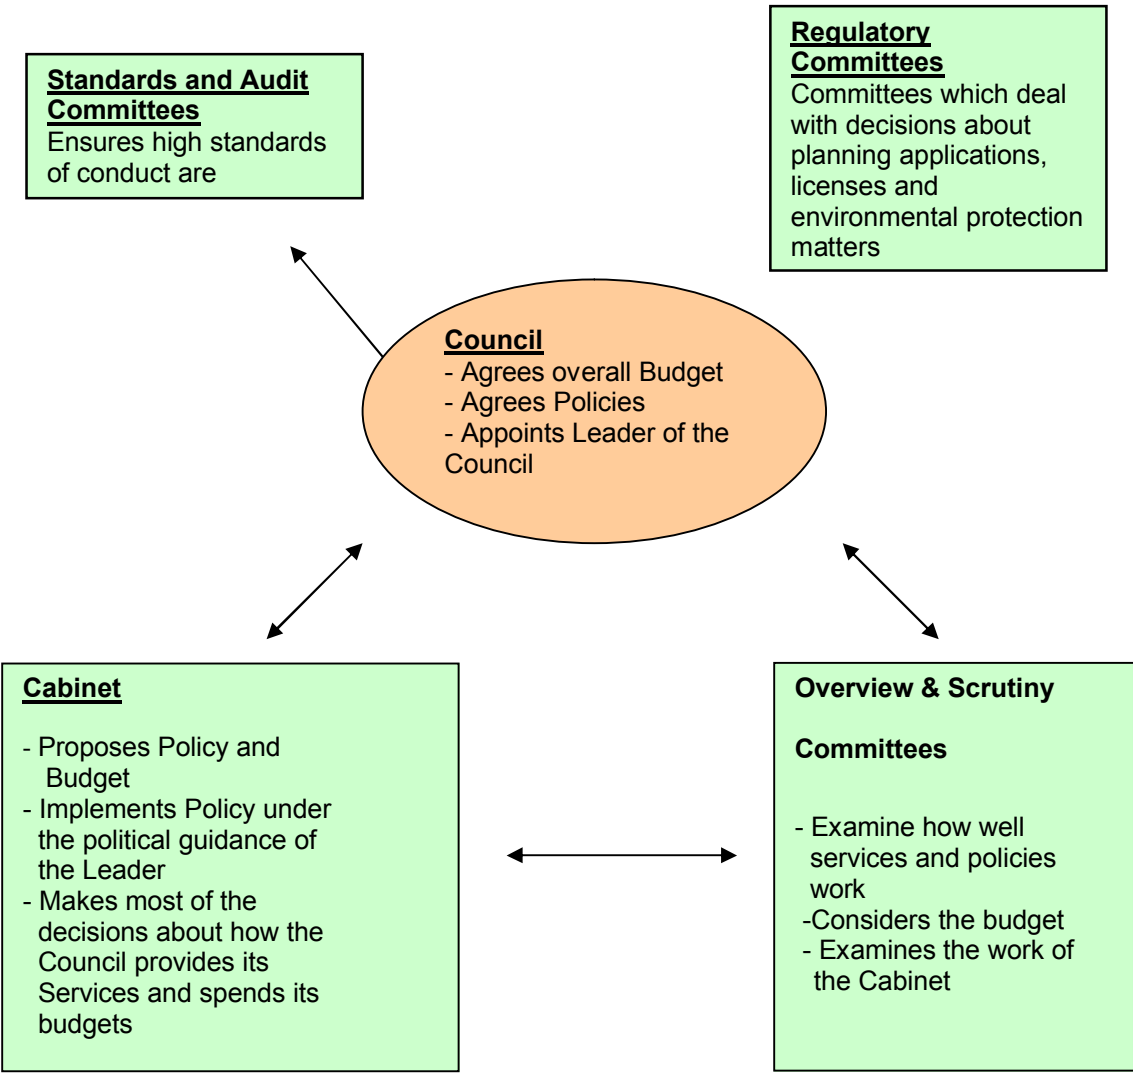 Standards and Audit
Committees
Ensures high standards
of conduct are
Regulatory
Committees
Committees which deal
with decisions about
planning applications,
licenses and
environmental protection
matters
Council
- Agrees overall Budget
- Agrees Policies
- Appoints Leader of the
Council
Cabinet
- Proposes Policy and
Budget
- Implements Policy under
the political guidance of
the Leader
- Makes most of the
decisions about how the
Council provides its
Services and spends its
budgets
Overview & Scrutiny
Committees
- Examine how well
services and policies
work
-Considers the budget
- Examines the work of
the Cabinet